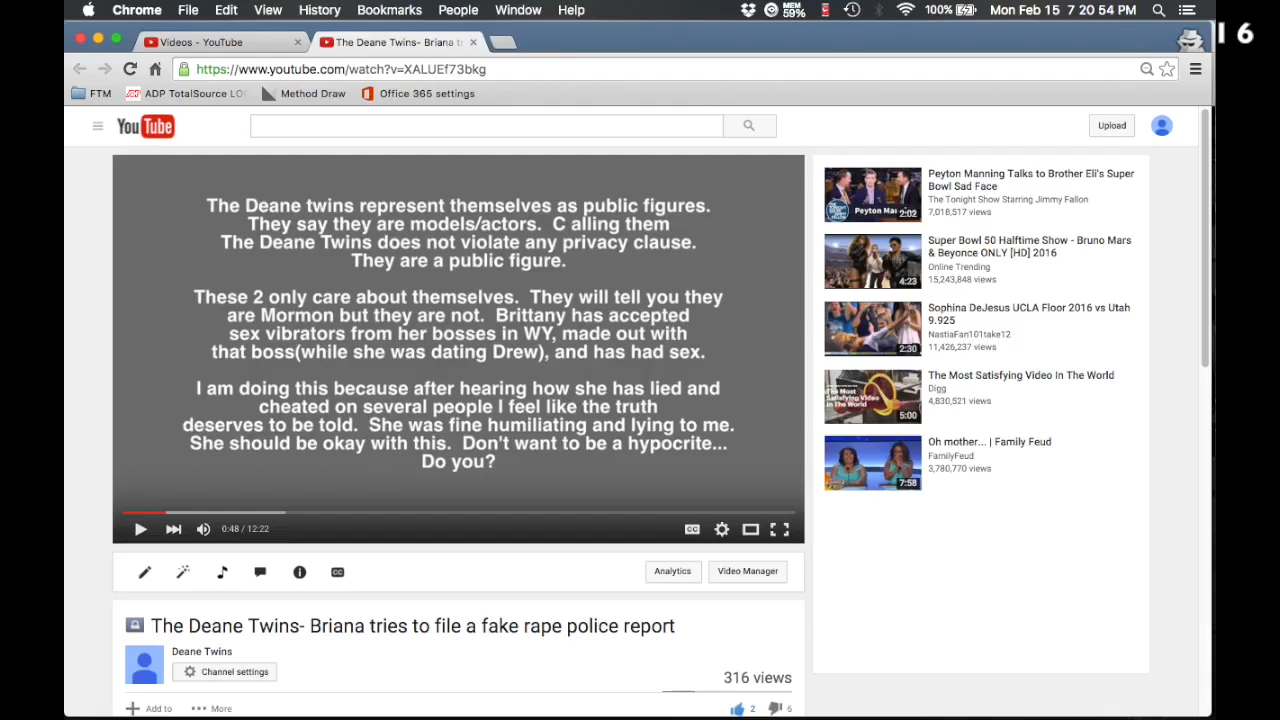 Chrome File Edit View History Bookmarks People Window Help
MEM 59% 100% Mon Feb 15 7:20:54 PM
16
Videos - YouTube
The Deane Twins- Briana tr
https://www.youtube.com/watch?v=XALUEf73bkg
FTM ADP TotalSource LOG Method Draw Office 365 settings
YouTube
Upload
The Deane twins represent themselves as public figures.
They say they are models/actors. C alling them
The Deane Twins does not violate any privacy clause.
They are a public figure.
These 2 only care about themselves. They will tell you they
are Mormon but they are not. Brittany has accepted
sex vibrators from her bosses in WY, made out with
that boss(while she was dating Drew), and has had sex.
I am doing this because after hearing how she has lied and
cheated on several people I feel like the truth
deserves to be told. She was fine humiliating and lying to me.
She should be okay with this. Don't want to be a hypocrite...
Do you?
0:48 / 12:22
CC
CC
Analytics
Video Manager
The Deane Twins- Briana tries to file a fake rape police report
Deane Twins
Channel settings
316 views
Add to
More
2
6
2:02
Peyton Manning Talks to Brother Eli's Super
Bowl Sad Face
The Tonight Show Starring Jimmy Fallon
7,018,517 views
4:23
Super Bowl 50 Halftime Show - Bruno Mars
& Beyonce ONLY [HD] 2016
Online Trending
15,243,848 views
2:30
Sophina DeJesus UCLA Floor 2016 vs Utah
9.925
NastiaFan101take12
11,426,237 views
5:00
The Most Satisfying Video In The World
Digg
4,830,521 views
7:58
Oh mother... | Family Feud
FamilyFeud
3,780,770 views